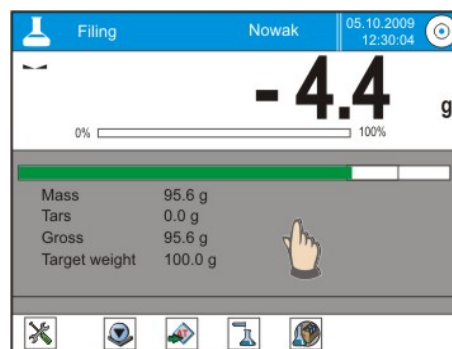 Filing Nowak 05.10.2009
12:30:04
- 4.4 g
0% 100%
Mass 95.6 g
Tars 0.0 g
Gross 95.6 g
Target weight 100.0 g
AT